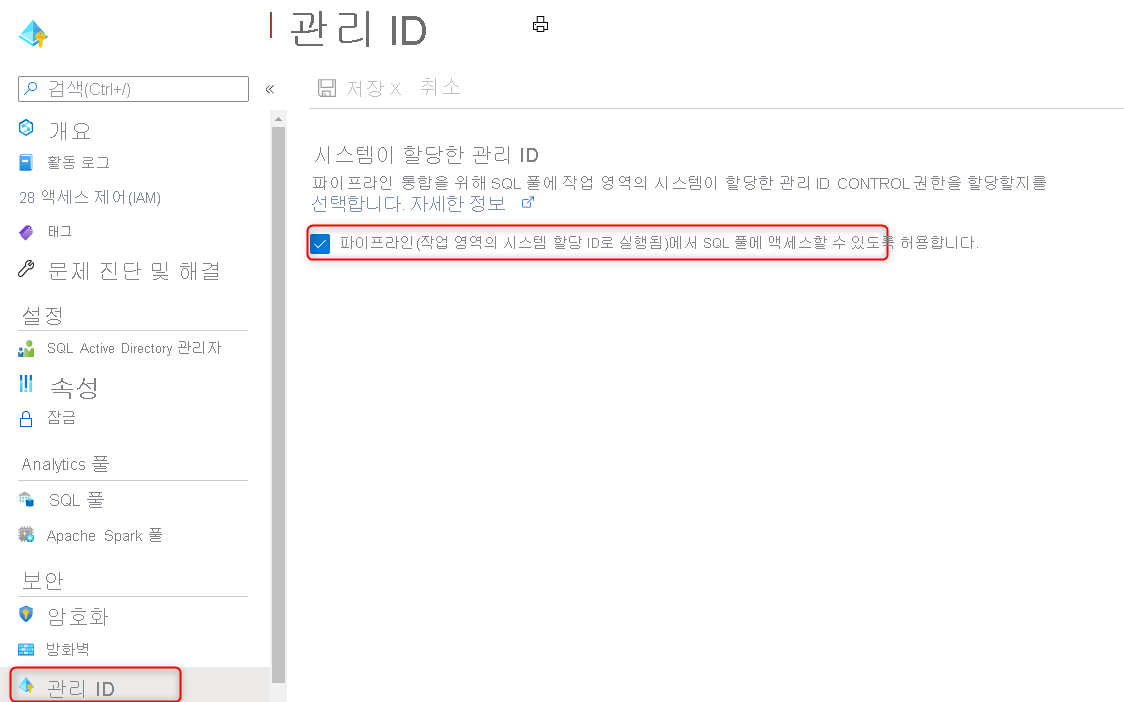 관리 ID
검색(Ctrl+/)
«
저장 X 취소
개요
활동 로그
28 액세스 제어(IAM)
태그
문제 진단 및 해결
설정
SQL Active Directory 관리자
속성
잠금
Analytics 풀
SQL 풀
Apache Spark 풀
보안
암호화
방화벽
관리 ID
시스템이 할당한 관리 ID
파이프라인 통합을 위해 SQL 풀에 작업 영역의 시스템이 할당한 관리 ID CONTROL 권한을 할당할지를
선택합니다. 자세한 정보
파이프라인(작업 영역의 시스템 할당 ID로 실행됨)에서 SQL 풀에 액세스할 수 있도록 허용합니다.